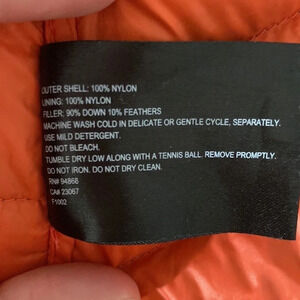 OUTER SHELL: 100% NYLON
LINING: 100% NYLON
FILLER: 90% DOWN 10% FEATHERS
MACHINE WASH COLD IN DELICATE OR GENTLE CYCLE, SEPARATELY.
USE MILD DETERGENT.
DO NOT BLEACH.
TUMBLE DRY LOW ALONG WITH A TENNIS BALL. REMOVE PROMPTLY.
DO NOT IRON. DO NOT DRY CLEAN.
RN# 94868
CA# 23067
F1002